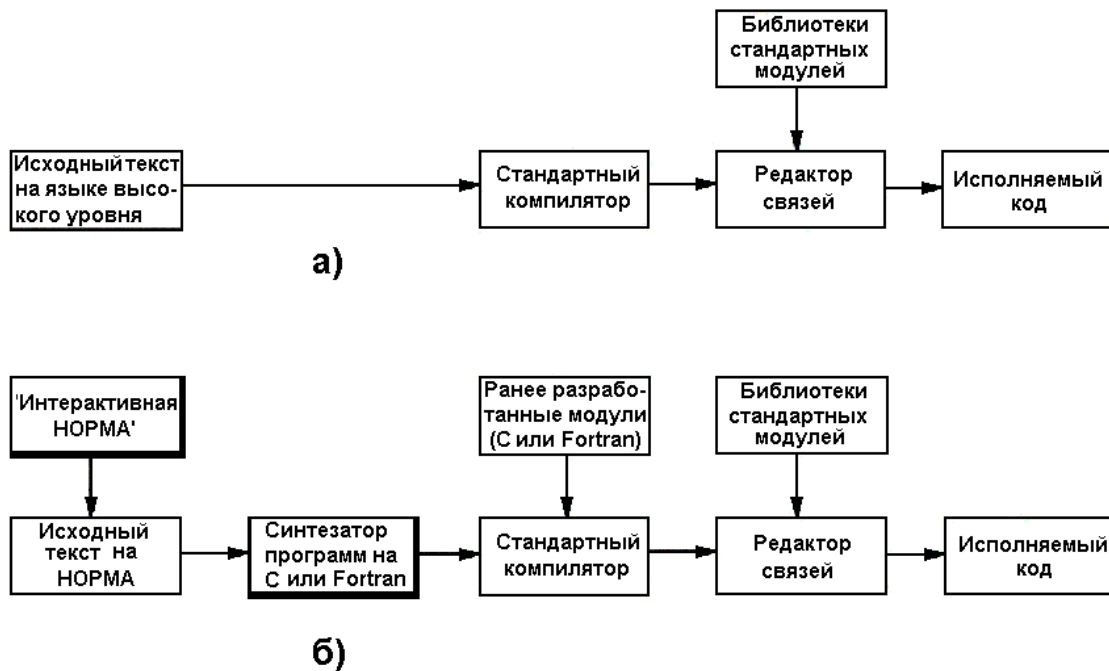 Библиотеки
стандартных
модулей
Исходный текст
на языке высо-
кого уровня
Стандартный
компилятор
Редактор
связей
Исполняемый
код
а)
'Интерактивная
НОРМА'
Ранее разрабо-
танные модули
(С или Fortran)
Библиотеки
стандартных
модулей
Исходный
текст на
НОРМА
Синтезатор
программ на
С или Fortran
Стандартный
компилятор
Редактор
связей
Исполняемый
код
б)